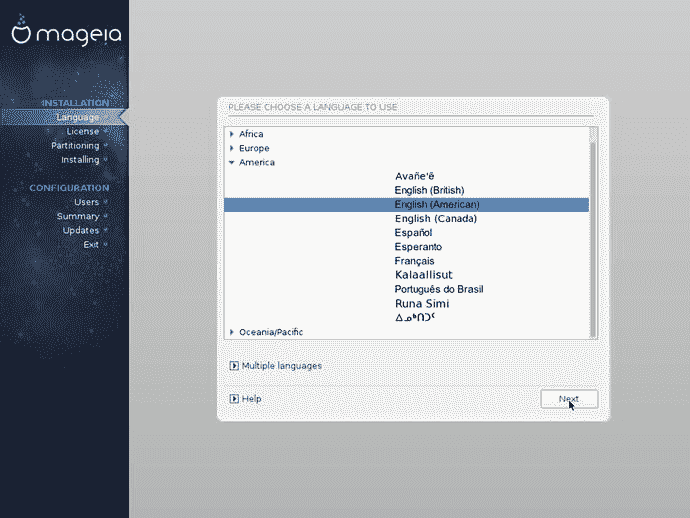 mageia
INSTALLATION
Language
License
Partitioning
Installing
CONFIGURATION
Users
Summary
Updates
Exit
PLEASE CHOOSE A LANGUAGE TO USE
Africa
Europe
America
Avañe'ẽ
English (British)
English (American)
English (Canada)
Español
Esperanto
Français
Kalaallisut
Português do Brasil
Runa Simi
ᐃᓄᒃᑎᑐᑦ
Oceania/Pacific
Multiple languages
Help
Next